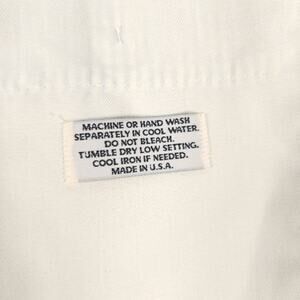 MACHINE OR HAND WASH
SEPARATELY IN COOL WATER.
DO NOT BLEACH.
TUMBLE DRY LOW SETTING.
COOL IRON IF NEEDED.
MADE IN U.S.A.